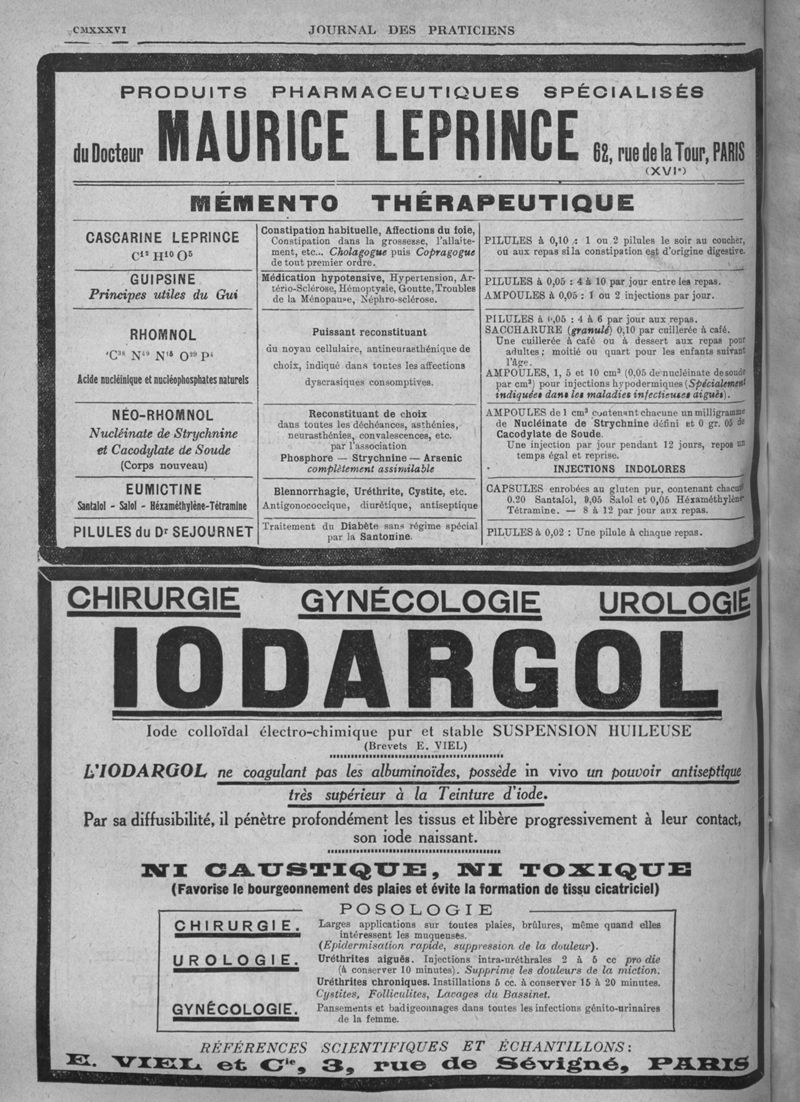 CMXXXVI
JOURNAL DES PRATICIENS
PRODUITS PHARMACEUTIQUES SPÉCIALISÉS
du Docteur MAURICE LEPRINCE 62, rue de la Tour, PARIS
(XVIe)
MÉMENTO THÉRAPEUTIQUE
CASCARINE LEPRINCE
C12 H10 O5
Constipation habituelle, Affections du foie,
Constipation dans la grossesse, l'allaite-
ment, etc... Cholagogue puis Copragogue
de tout premier ordre.
PILULES à 0,10 : 1 ou 2 pilules le soir au coucher,
ou aux repas si la constipation est d'origine digestive.
GUIPSINE
Principes utiles du Gui
Médication hypotensive, Hypertension, Ar-
tério-Sclérose, Hémoptysie, Goutte, Troubles
de la Ménopause, Néphro-sclérose.
PILULES à 0,05 : 4 à 10 par jour entre les repas.
AMPOULES à 0,05 : 1 ou 2 injections par jour.
RHOMNOL
Acide nucléinique et nucléophosphates naturels
Puissant reconstituant
du noyau cellulaire, antineurasthénique de
choix, indiqué dans toutes les affections
dyscrasiques consomptives.
PILULES à 0,05 : 4 à 6 par jour aux repas.
SACCHARURE (granulé) 0,10 par cuillerée à café.
Une cuillerée à café ou à dessert aux repas pour
adultes; moitié ou quart pour les enfants suivant
l'âge.
AMPOULES, 1, 5 et 10 cm3 (0,05 de nucléinate de soude
par cm3) pour injections hypodermiques (Spécialement
indiquées dans les maladies infectieuses aiguës).
NÉO-RHOMNOL
Nucléinate de Strychnine
et Cacodylate de Soude
(Corps nouveau)
Reconstituant de choix
dans toutes les déchéances, asthénies,
neurasthénies, convalescences, etc.
par l'association
Phosphore — Strychnine — Arsenic
complètement assimilable
AMPOULES de 1 cm3 contenant chacune un milligramme
de Nucléinate de Strychnine défini et 0 gr. 05 de
Cacodylate de Soude.
Une injection par jour pendant 12 jours, repos un
temps égal et reprise.
INJECTIONS INDOLORES
EUMICTINE
Santalol - Salol - Héxaméthylène-Tétramine
Blennorrhagie, Uréthrite, Cystite, etc.
Antigonococcique, diurétique, antiseptique
CAPSULES enrobées au gluten pur, contenant chacune
0.20 Santalol, 0,05 Salol et 0,05 Héxaméthylène-
Tétramine. — 8 à 12 par jour aux repas.
PILULES du Dr SEJOURNET
Traitement du Diabète sans régime spécial
par la Santonine.
PILULES à 0,02 : Une pilule à chaque repas.
CHIRURGIE GYNÉCOLOGIE UROLOGIE
IODARGOL
Iode colloïdal électro-chimique pur et stable SUSPENSION HUILEUSE
(Brevets E. VIEL)
L'IODARGOL ne coagulant pas les albuminoïdes, possède in vivo un pouvoir antiseptique
très supérieur à la Teinture d'iode.
Par sa diffusibilité, il pénètre profondément les tissus et libère progressivement à leur contact,
son iode naissant.
NI CAUSTIQUE, NI TOXIQUE
(Favorise le bourgeonnement des plaies et évite la formation de tissu cicatriciel)
POSOLOGIE
CHIRURGIE. Larges applications sur toutes plaies, brûlures, même quand elles
intéressent les muqueuses.
(Epidermisation rapide, suppression de la douleur).
UROLOGIE. Uréthrites aiguës. Injections intra-uréthrales 2 à 5 cc pro die
(à conserver 10 minutes). Supprime les douleurs de la miction.
Uréthrites chroniques. Instillations 5 cc. à conserver 15 à 20 minutes.
Cystites, Folliculites, Lavages du Bassinet.
GYNÉCOLOGIE. Pansements et badigeonnages dans toutes les infections génito-urinaires
de la femme.
RÉFÉRENCES SCIENTIFIQUES ET ÉCHANTILLONS :
E. VIEL et Cie, 3, rue de Sévigné, PARIS